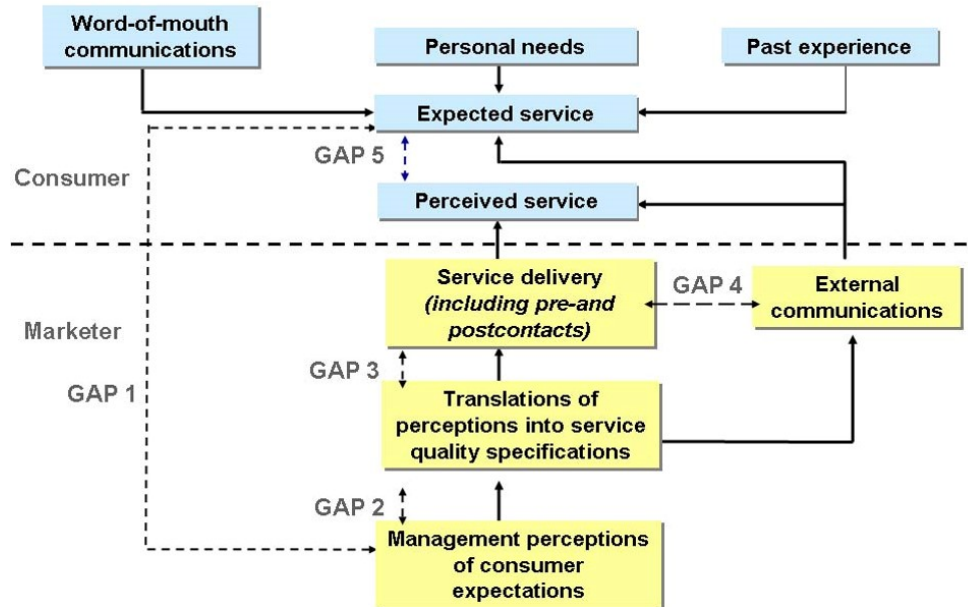 Word-of-mouth
communications
Personal needs
Past experience
Expected service
GAP 5
Consumer
Perceived service
Service delivery
(including pre-and
postcontacts)
GAP 4
External
communications
Marketer
GAP 3
GAP 1
Translations of
perceptions into service
quality specifications
GAP 2
Management perceptions
of consumer
expectations